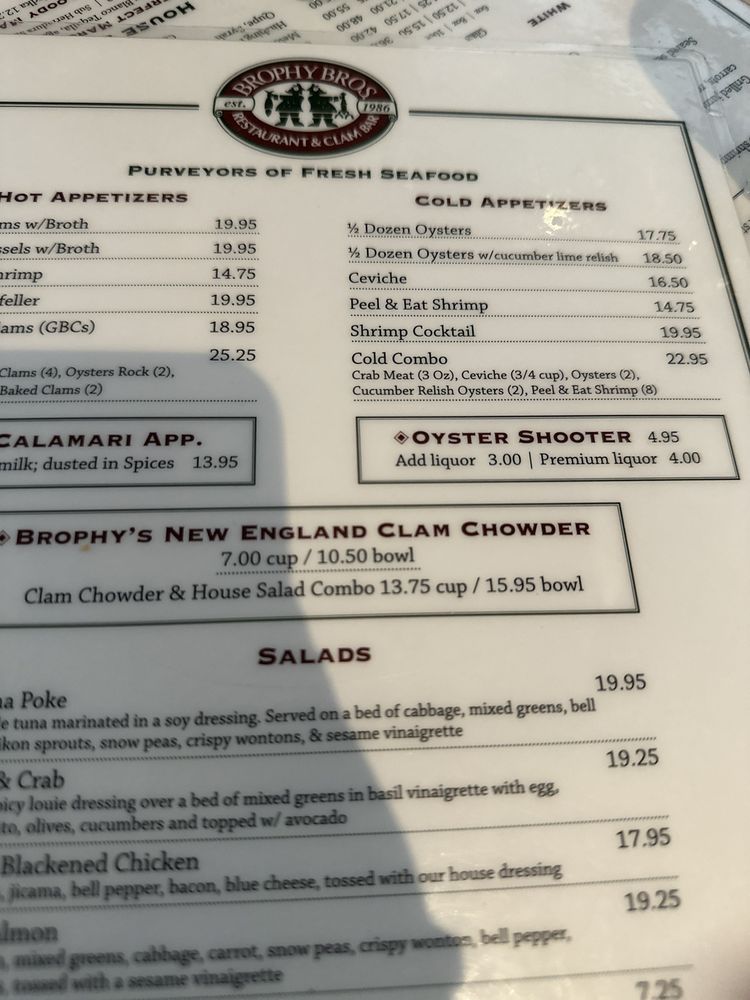 HOUSE
WHITE
BROPHY BROS.
est. 1986
RESTAURANT & CLAM BAR
PURVEYORS OF FRESH SEAFOOD
HOT APPETIZERS
ms w/Broth 19.95
ssels w/Broth 19.95
hrimp 14.75
feller 19.95
ams (GBCs) 18.95
25.25
Clams (4), Oysters Rock (2),
Baked Clams (2)
COLD APPETIZERS
½ Dozen Oysters 17.75
½ Dozen Oysters w/cucumber lime relish 18.50
Ceviche 16.50
Peel & Eat Shrimp 14.75
Shrimp Cocktail 19.95
Cold Combo 22.95
Crab Meat (3 Oz), Ceviche (3/4 cup), Oysters (2),
Cucumber Relish Oysters (2), Peel & Eat Shrimp (8)
CALAMARI APP.
milk; dusted in Spices 13.95
OYSTER SHOOTER 4.95
Add liquor 3.00 | Premium liquor 4.00
BROPHY'S NEW ENGLAND CLAM CHOWDER
7.00 cup / 10.50 bowl
Clam Chowder & House Salad Combo 13.75 cup / 15.95 bowl
SALADS
na Poke 19.95
e tuna marinated in a soy dressing. Served on a bed of cabbage, mixed greens, bell
ikon sprouts, snow peas, crispy wontons, & sesame vinaigrette
& Crab 19.25
picy louie dressing over a bed of mixed greens in basil vinaigrette with egg,
to, olives, cucumbers and topped w/ avocado
Blackened Chicken 17.95
, jicama, bell pepper, bacon, blue cheese, tossed with our house dressing
lmon 19.25
, mixed greens, cabbage, carrot, snow peas, crispy wonton, bell pepper,
s, tossed with a sesame vinaigrette
7.25